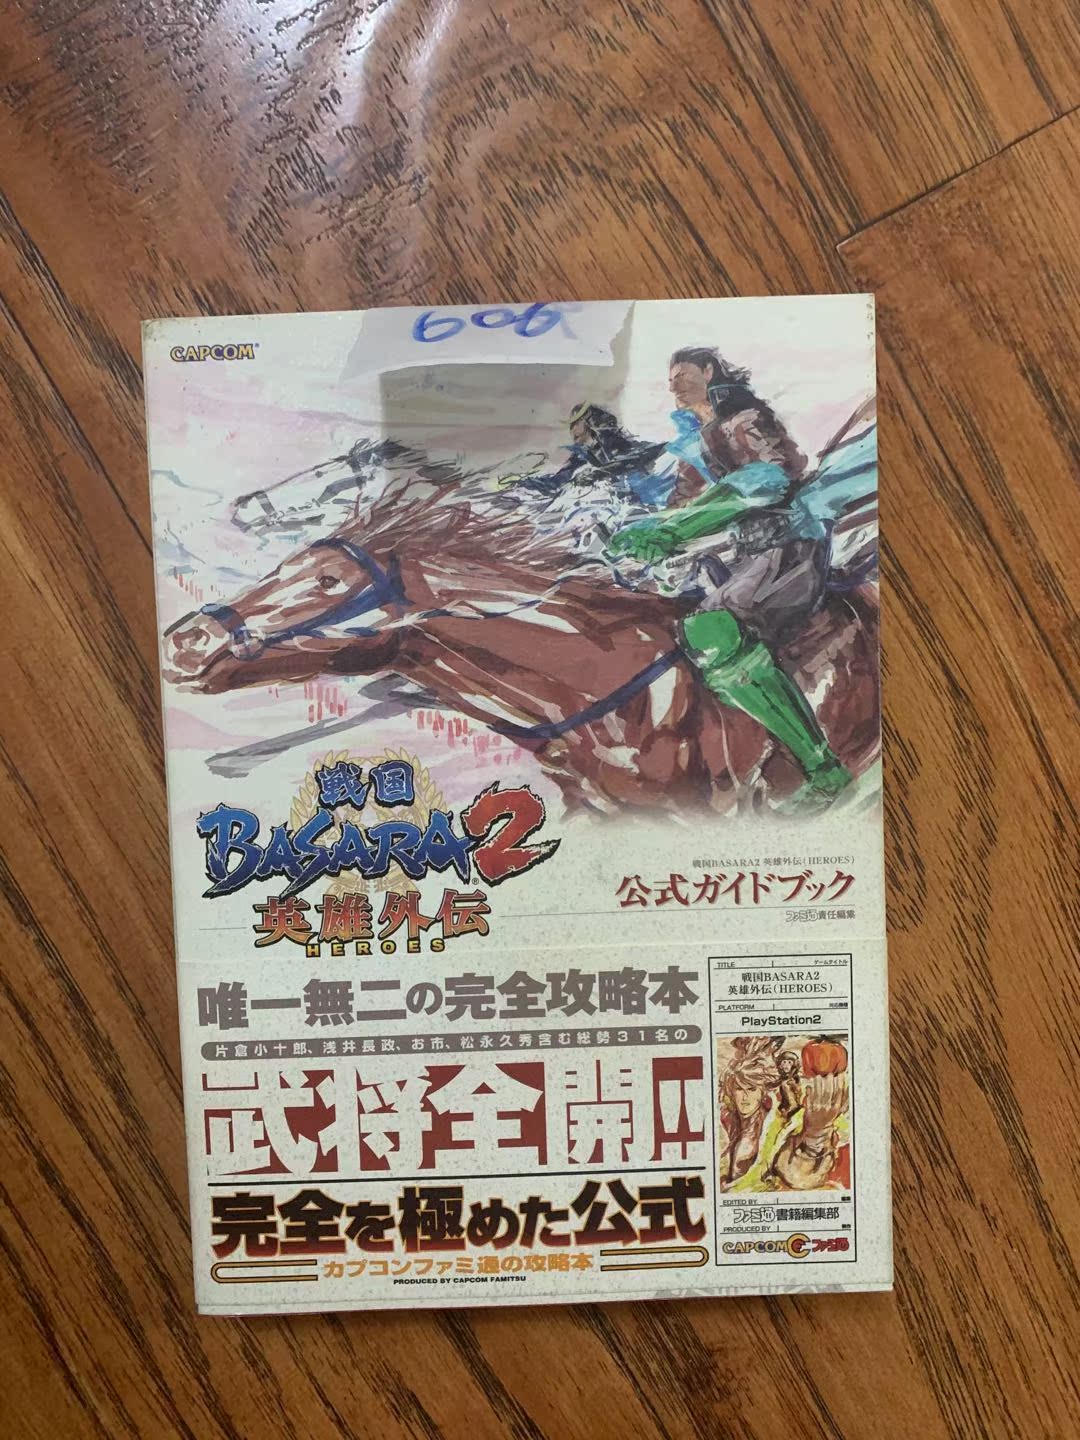 606
CAPCOM®
戦国
BASARA2®
英雄外伝
HEROES
戦国BASARA2 英雄外伝(HEROES)
公式ガイドブック
ファミ通責任編集
唯一無二の完全攻略本
片倉小十郎、浅井長政、お市、松永久秀含む総勢31名の
武将全開!!
完全を極めた公式
カプコンファミ通の攻略本
PRODUCED BY CAPCOM FAMITSU
TITLE ゲームタイトル
戦国BASARA2
英雄外伝(HEROES)
PLATFORM 対応機種
PlayStation2
EDITED BY 編集
ファミ通書籍編集部
PRODUCED BY 制作
CAPCOM ファミ通